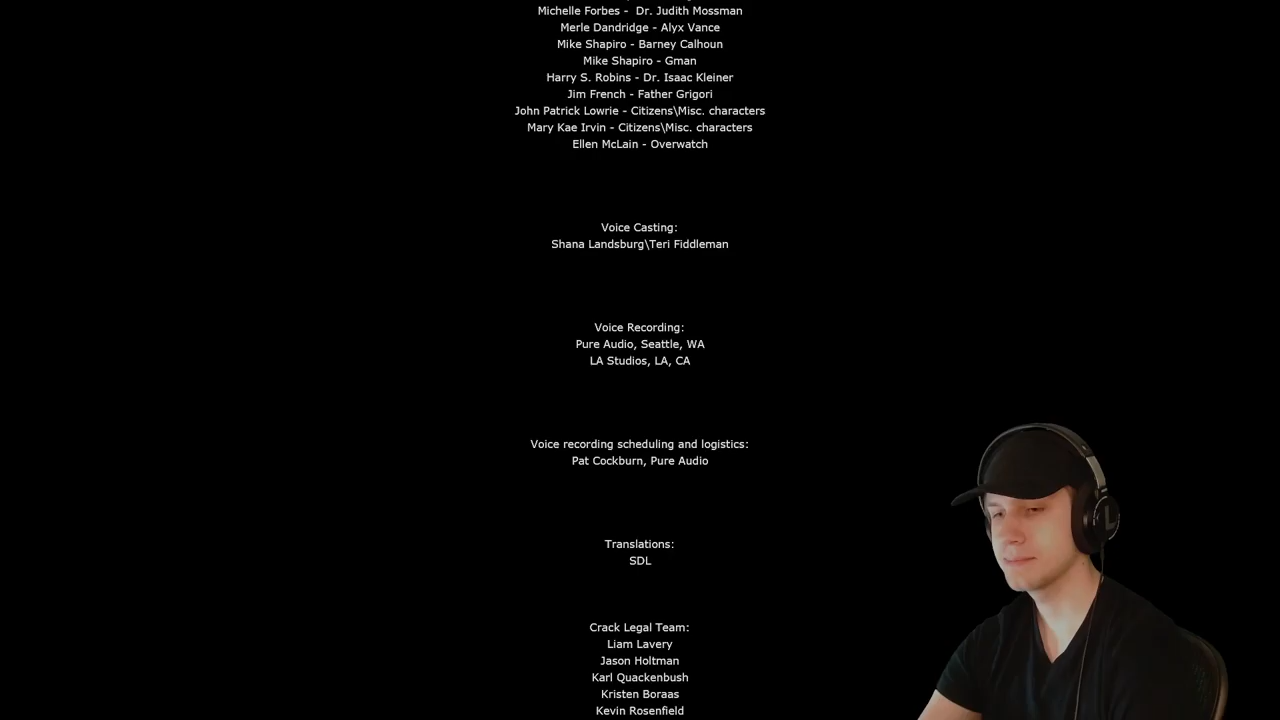 Michelle Forbes -  Dr. Judith Mossman
Merle Dandridge - Alyx Vance
Mike Shapiro - Barney Calhoun
Mike Shapiro - Gman
Harry S. Robins - Dr. Isaac Kleiner
Jim French - Father Grigori
John Patrick Lowrie - Citizens\Misc. characters
Mary Kae Irvin - Citizens\Misc. characters
Ellen McLain - Overwatch
Voice Casting:
Shana Landsburg\Teri Fiddleman
Voice Recording:
Pure Audio, Seattle, WA
LA Studios, LA, CA
Voice recording scheduling and logistics:
Pat Cockburn, Pure Audio
Translations:
SDL
Crack Legal Team:
Liam Lavery
Jason Holtman
Karl Quackenbush
Kristen Boraas
Kevin Rosenfield